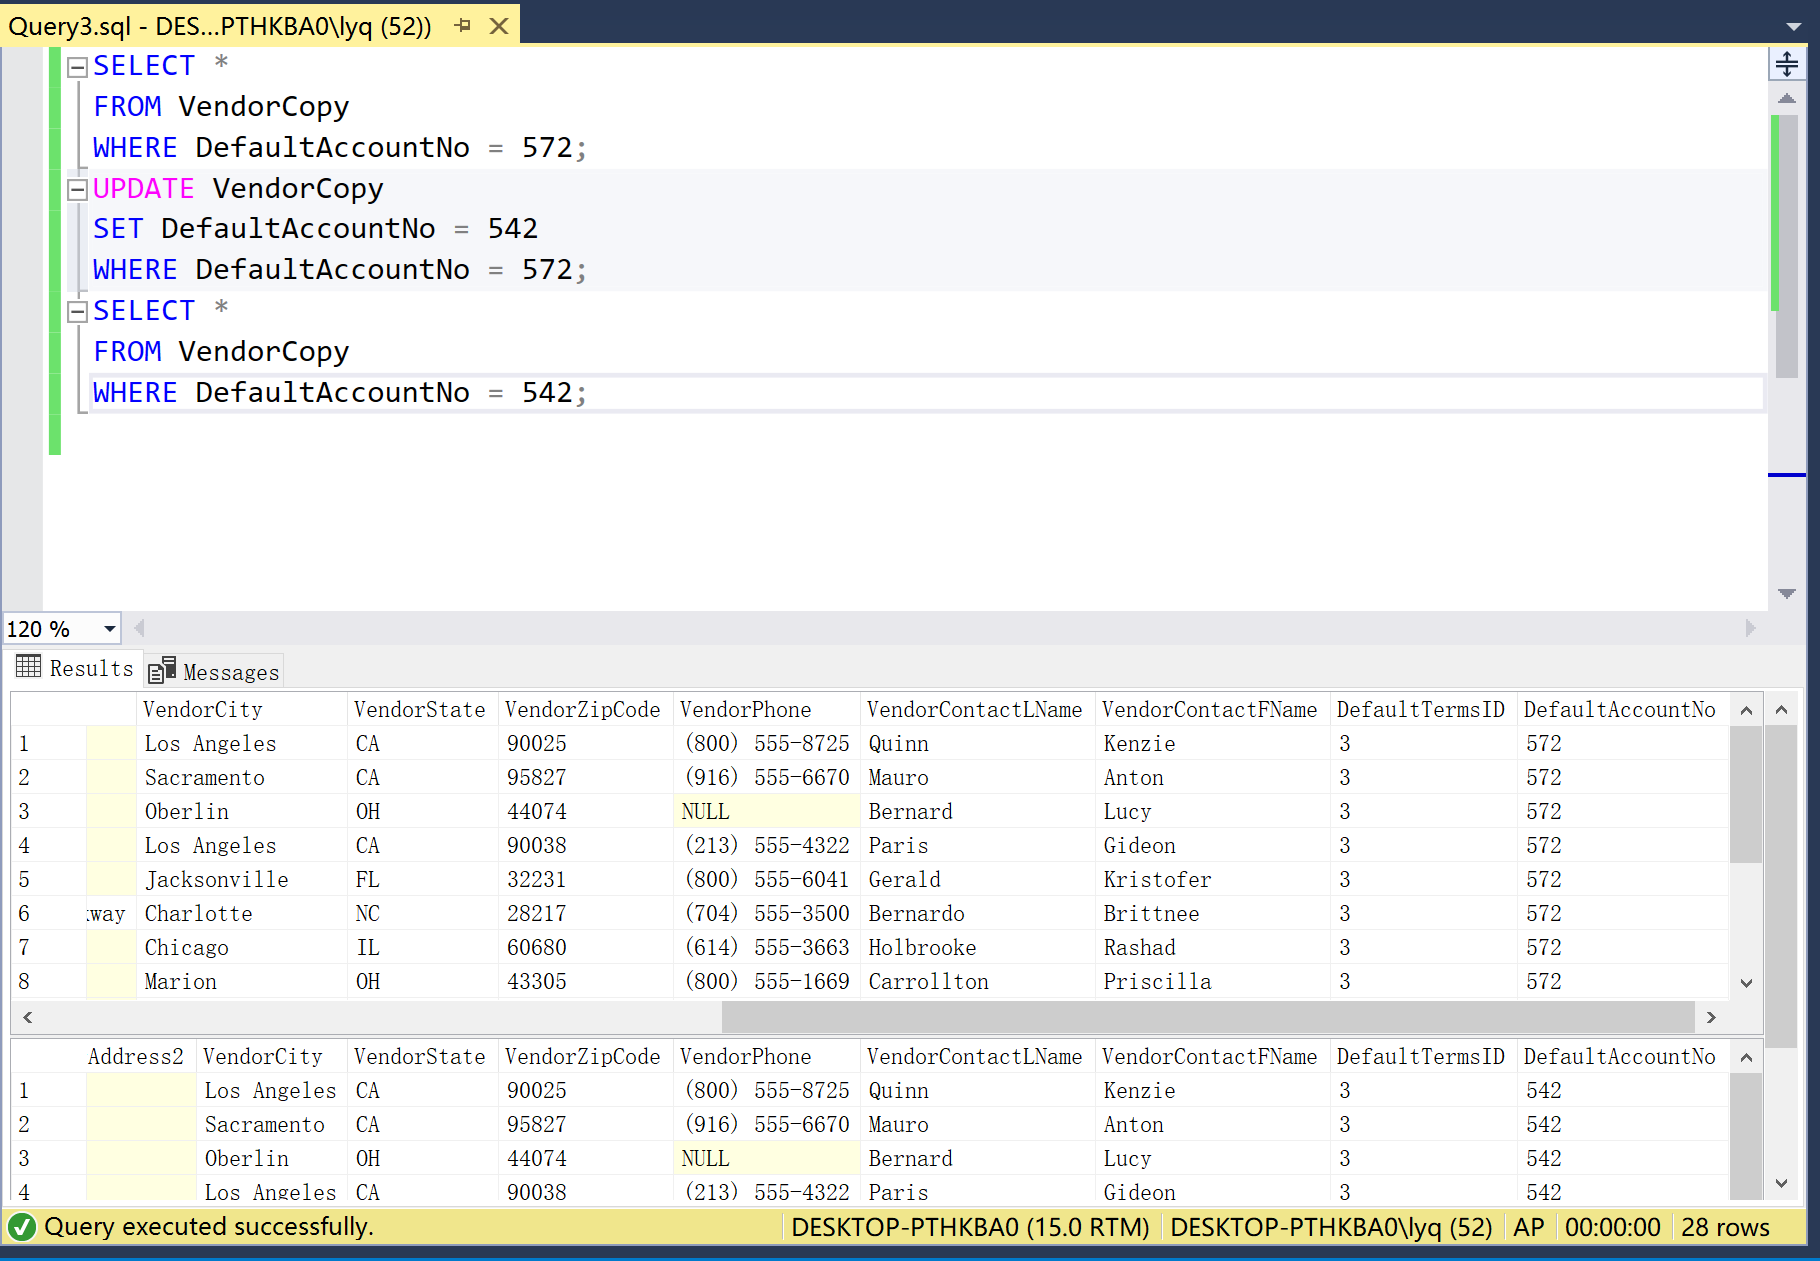 Query3.sql - DES...PTHKBA0\lyq (52))
SELECT *
FROM VendorCopy
WHERE DefaultAccountNo = 572;
UPDATE VendorCopy
SET DefaultAccountNo = 542
WHERE DefaultAccountNo = 572;
SELECT *
FROM VendorCopy
WHERE DefaultAccountNo = 542;
120 %
Results Messages
VendorCity VendorState VendorZipCode VendorPhone VendorContactLName VendorContactFName DefaultTermsID DefaultAccountNo
1 Los Angeles CA 90025 (800) 555-8725 Quinn Kenzie 3 572
2 Sacramento CA 95827 (916) 555-6670 Mauro Anton 3 572
3 Oberlin OH 44074 NULL Bernard Lucy 3 572
4 Los Angeles CA 90038 (213) 555-4322 Paris Gideon 3 572
5 Jacksonville FL 32231 (800) 555-6041 Gerald Kristofer 3 572
6 kway Charlotte NC 28217 (704) 555-3500 Bernardo Brittnee 3 572
7 Chicago IL 60680 (614) 555-3663 Holbrooke Rashad 3 572
8 Marion OH 43305 (800) 555-1669 Carrollton Priscilla 3 572
Address2 VendorCity VendorState VendorZipCode VendorPhone VendorContactLName VendorContactFName DefaultTermsID DefaultAccountNo
1 Los Angeles CA 90025 (800) 555-8725 Quinn Kenzie 3 542
2 Sacramento CA 95827 (916) 555-6670 Mauro Anton 3 542
3 Oberlin OH 44074 NULL Bernard Lucy 3 542
4 Los Angeles CA 90038 (213) 555-4322 Paris Gideon 3 542
Query executed successfully. DESKTOP-PTHKBA0 (15.0 RTM) DESKTOP-PTHKBA0\lyq (52) AP 00:00:00 28 rows